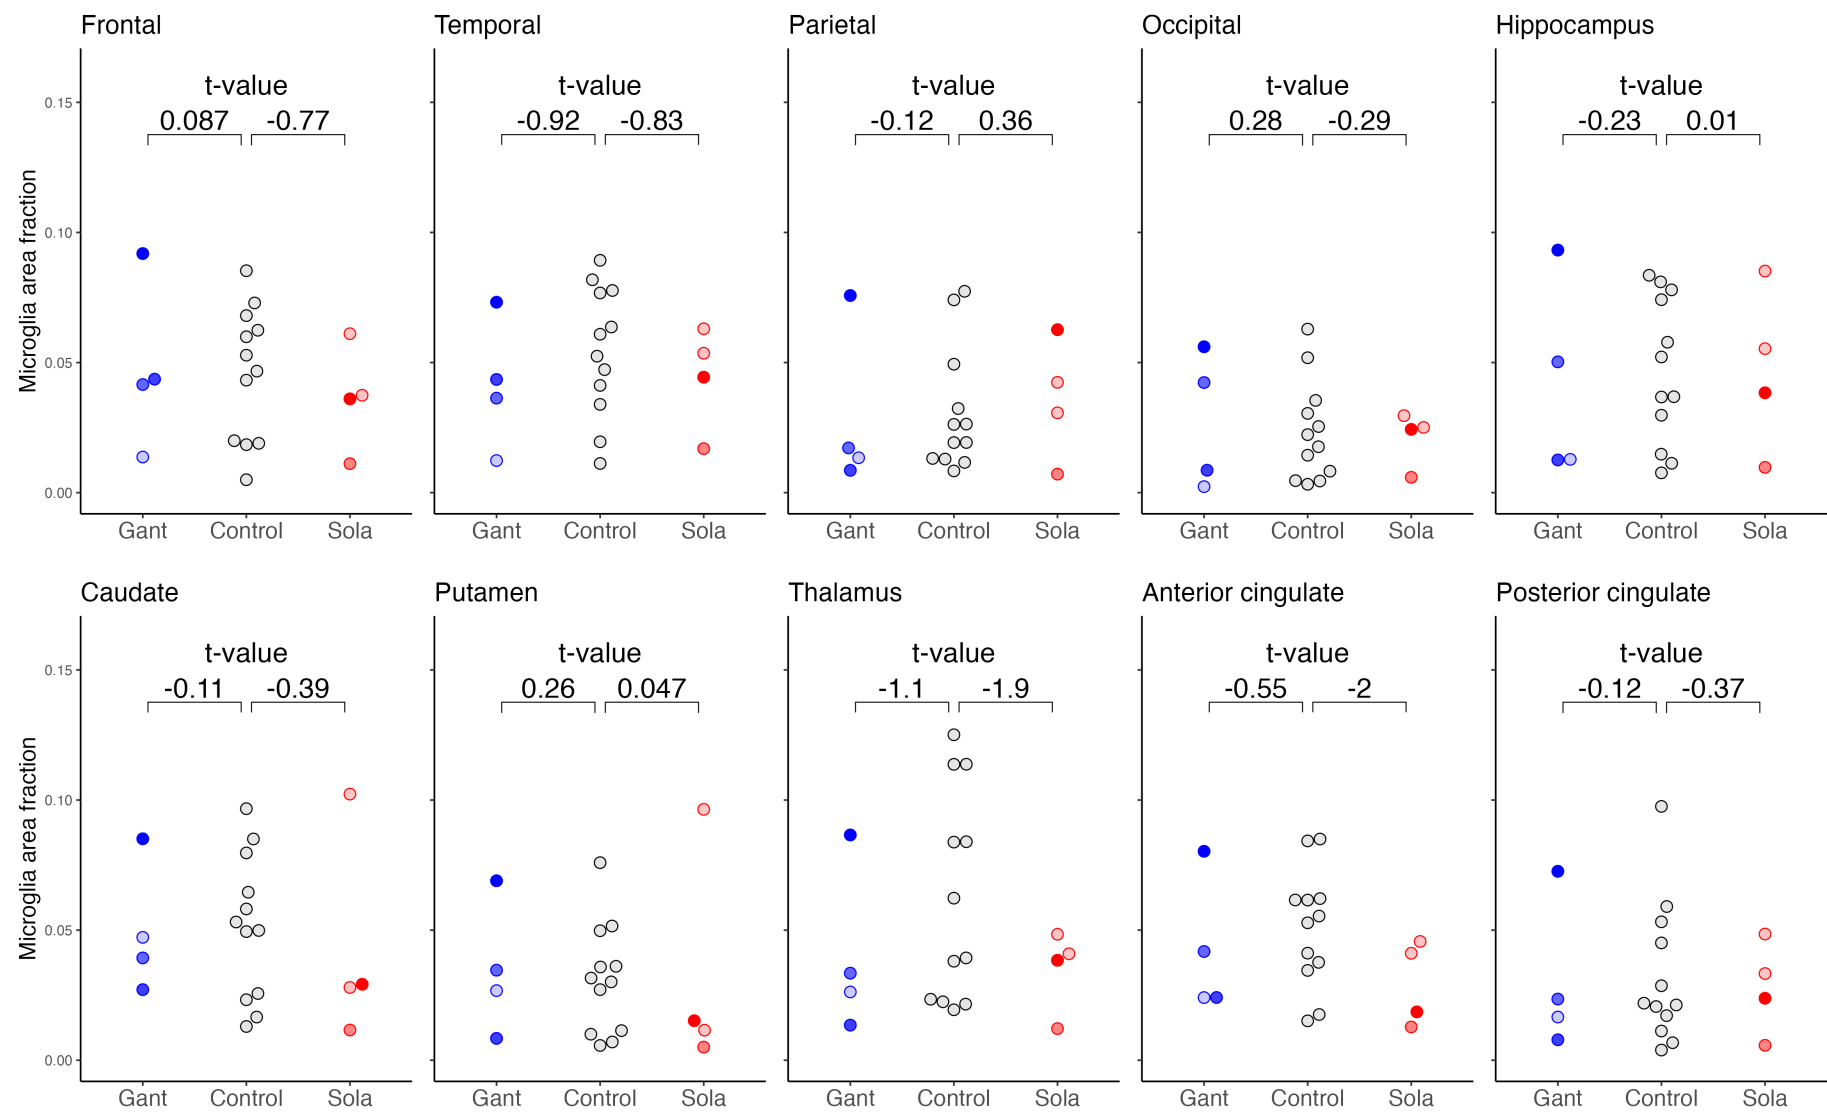 Frontal Temporal Parietal Occipital Hippocampus
t-value t-value t-value t-value t-value
0.087 -0.77 -0.92 -0.83 -0.12 0.36 0.28 -0.29 -0.23 0.01
Microglia area fraction
0.15
0.10
0.05
0.00
Gant Control Sola Gant Control Sola Gant Control Sola Gant Control Sola Gant Control Sola
Caudate Putamen Thalamus Anterior cingulate Posterior cingulate
t-value t-value t-value t-value t-value
-0.11 -0.39 0.26 0.047 -1.1 -1.9 -0.55 -2 -0.12 -0.37
Microglia area fraction
0.15
0.10
0.05
0.00
Gant Control Sola Gant Control Sola Gant Control Sola Gant Control Sola Gant Control Sola